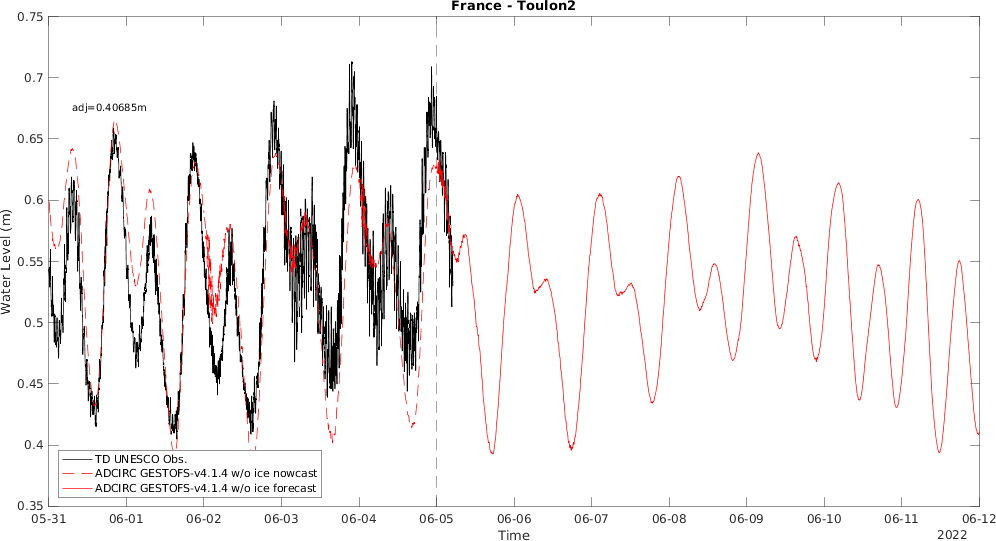 France - Toulon2
0.75
0.7
0.65
0.6
0.55
0.5
0.45
0.4
0.35
Water Level (m)
adj=0.40685m
TD UNESCO Obs.
ADCIRC GESTOFS-v4.1.4 w/o ice nowcast
ADCIRC GESTOFS-v4.1.4 w/o ice forecast
05-31 06-01 06-02 06-03 06-04 06-05 06-06 06-07 06-08 06-09 06-10 06-11 06-12
Time
2022